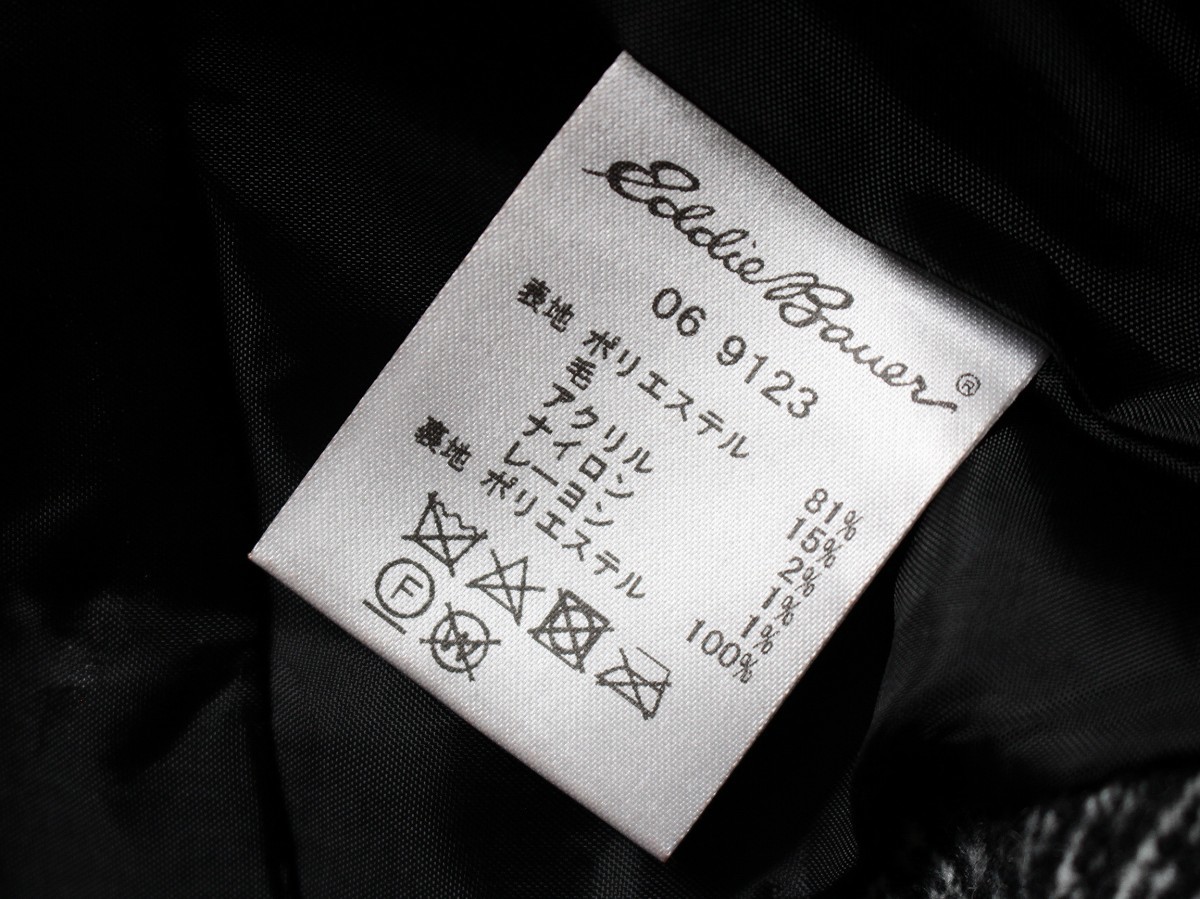 Eddie Bauer®
06 9123
表地 ポリエステル 81%
毛 15%
アクリル 2%
ナイロン 1%
レーヨン 1%
裏地 ポリエステル 100%
F W